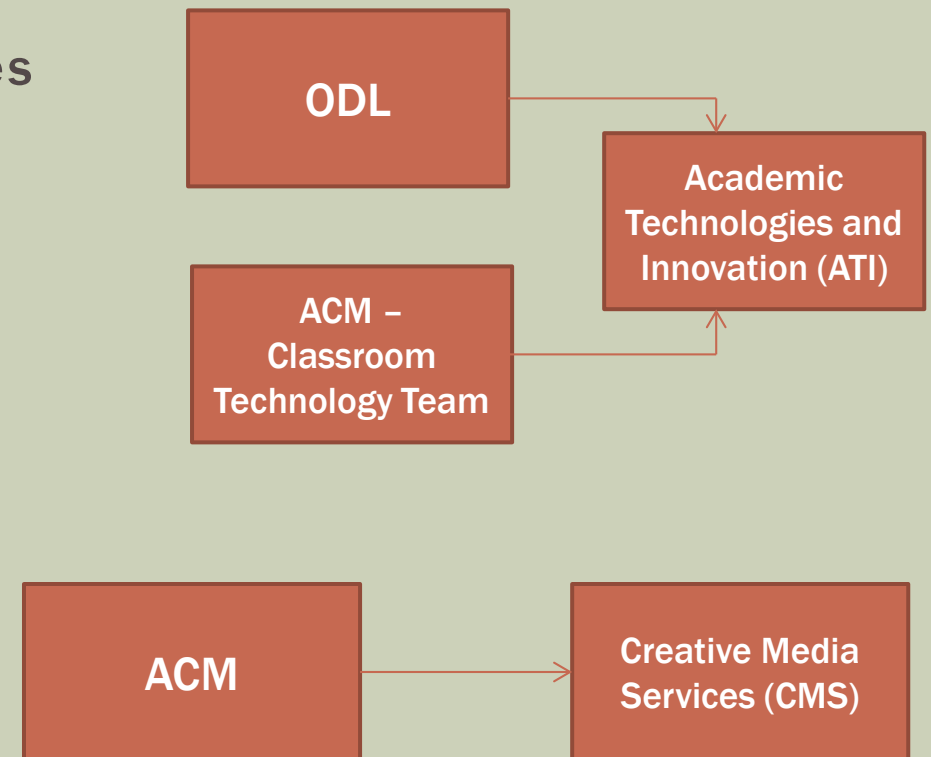 es
ODL
Academic
Technologies and
Innovation (ATI)
ACM –
Classroom
Technology Team
ACM
Creative Media
Services (CMS)